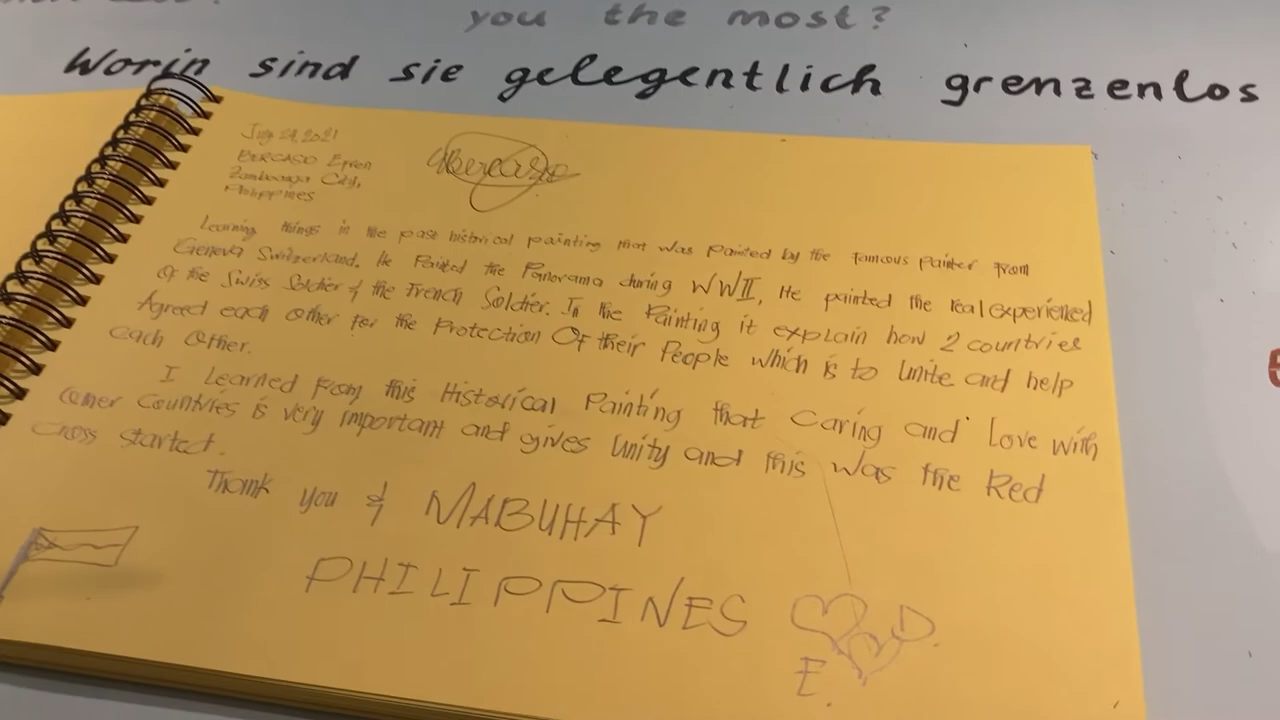 you the most?
Worin sind sie gelegentlich grenzenlos
July 29, 2021
BERCASIO Efren
Zamboanga City,
Philippines
Learning things in the past historical painting that was painted by the famous painter from
Geneva Switzerland. He Painted the Panorama during WWII, He painted the real experienced
Of the Swiss Soldier & the French Soldier. In the Painting it explain how 2 countries
Agreed each other for the Protection Of their People which is to Unite and help
each Other.
I Learned from this Historical Painting that Caring and Love with
other Countries is very important and gives Unity and this was the Red
Cross started.
Thank you & MABUHAY
PHILIPPINES
D.
E.